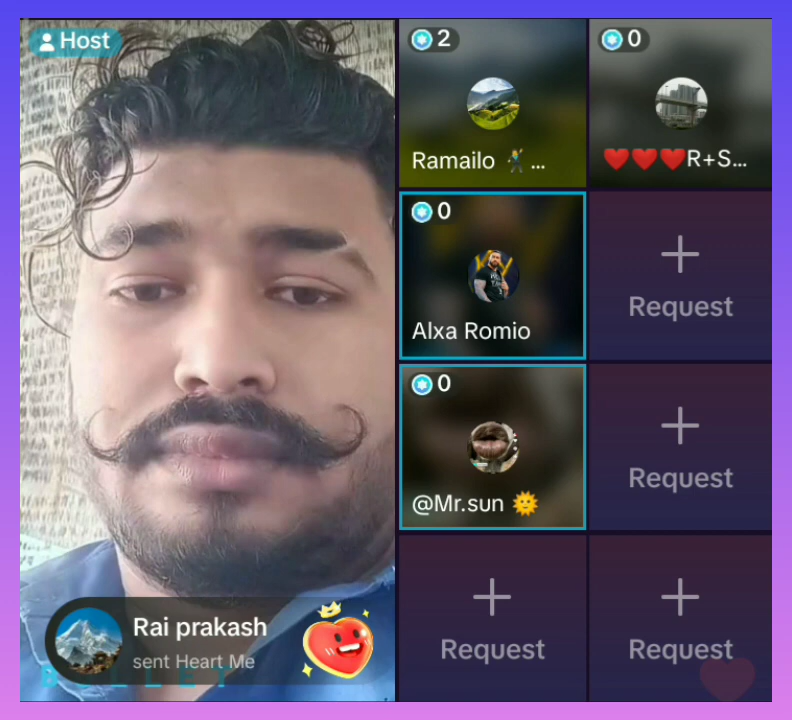 Host
2
0
Ramailo 🕺...
❤️❤️❤️R+S...
0
Alxa Romio
Request
0
@Mr.sun 🌞
Request
Rai prakash
sent Heart Me
Request
Request